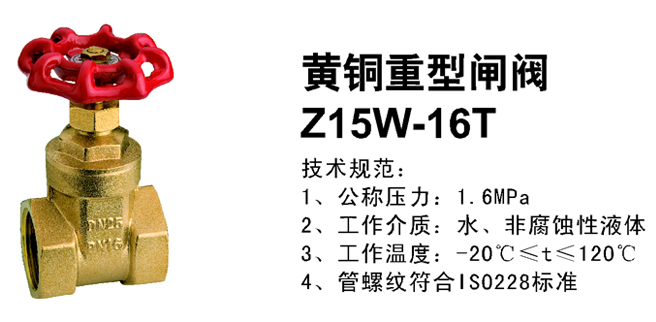 黄铜重型闸阀
Z15W-16T
技术规范：
1、公称压力：1.6MPa
2、工作介质：水、非腐蚀性液体
3、工作温度：-20℃≤t≤120℃
4、管螺纹符合ISO228标准
DN25
PN16